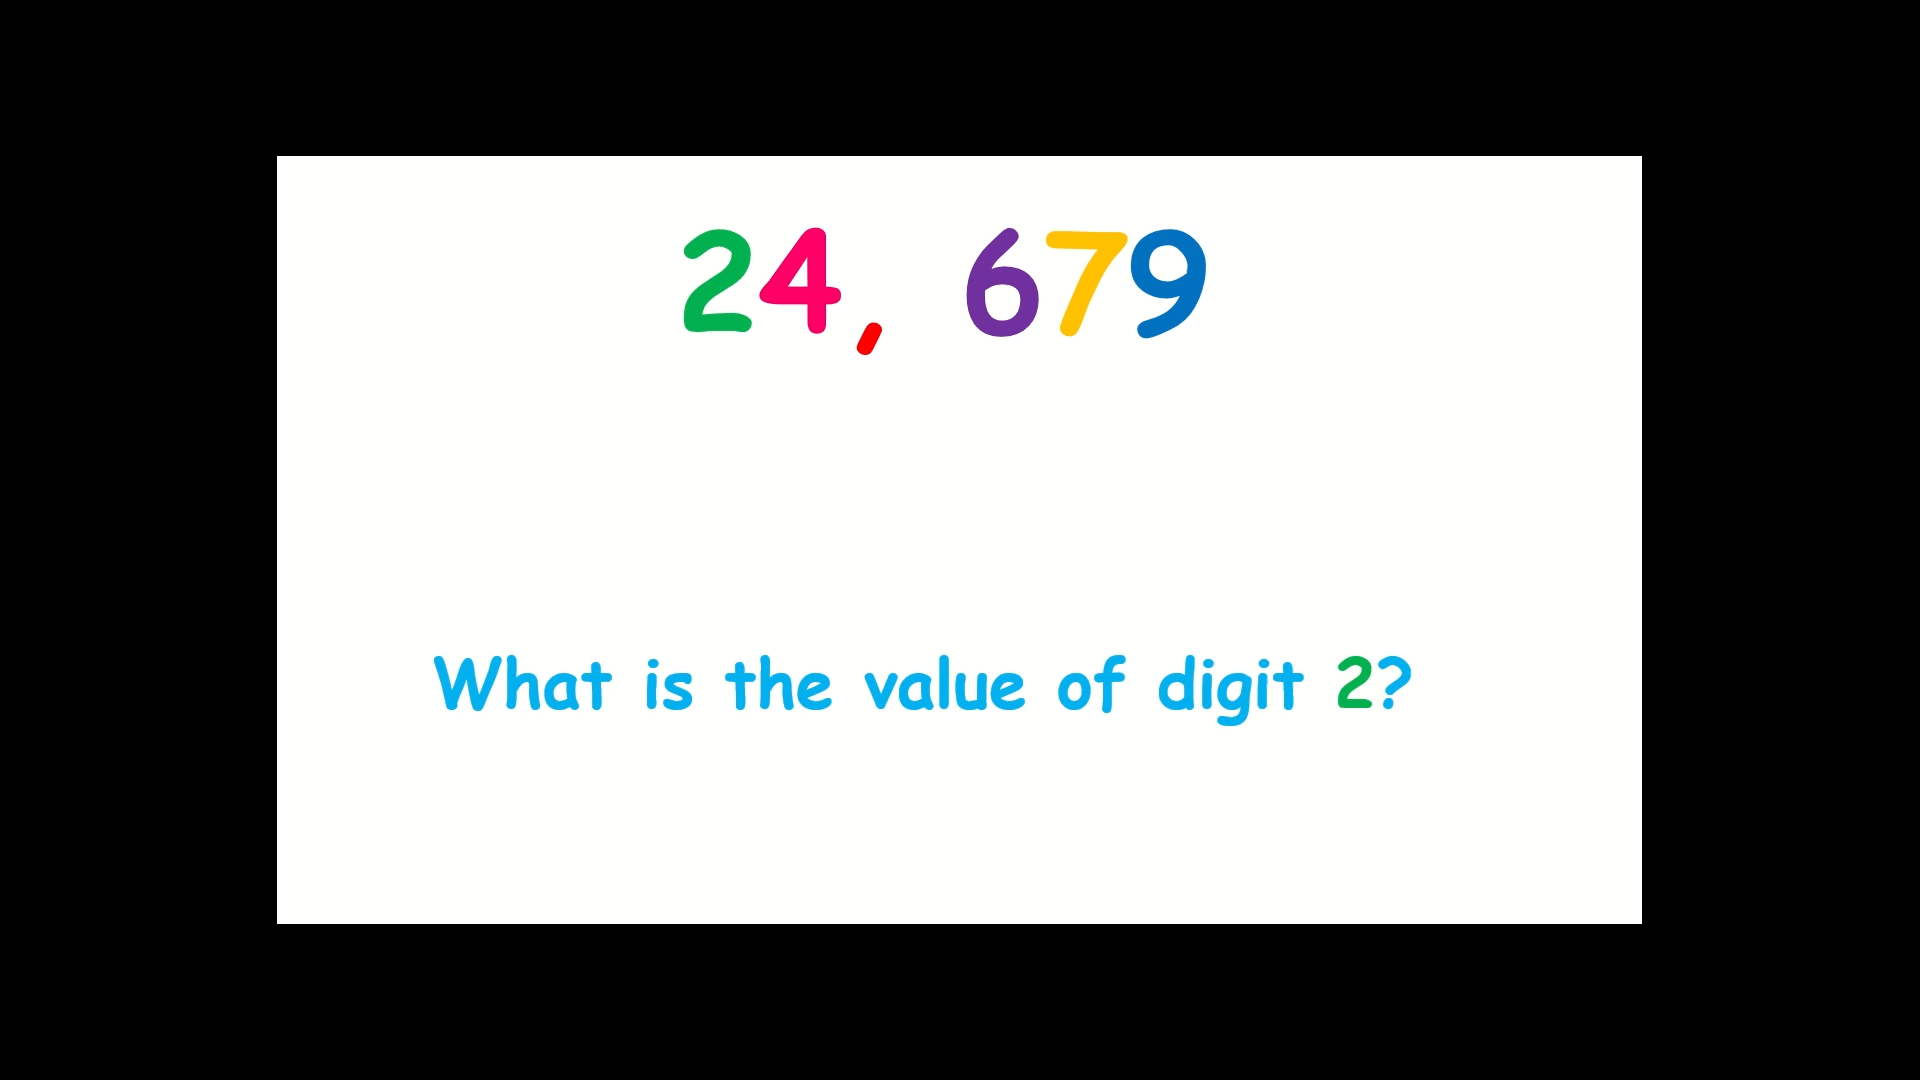 24, 679
What is the value of digit 2?